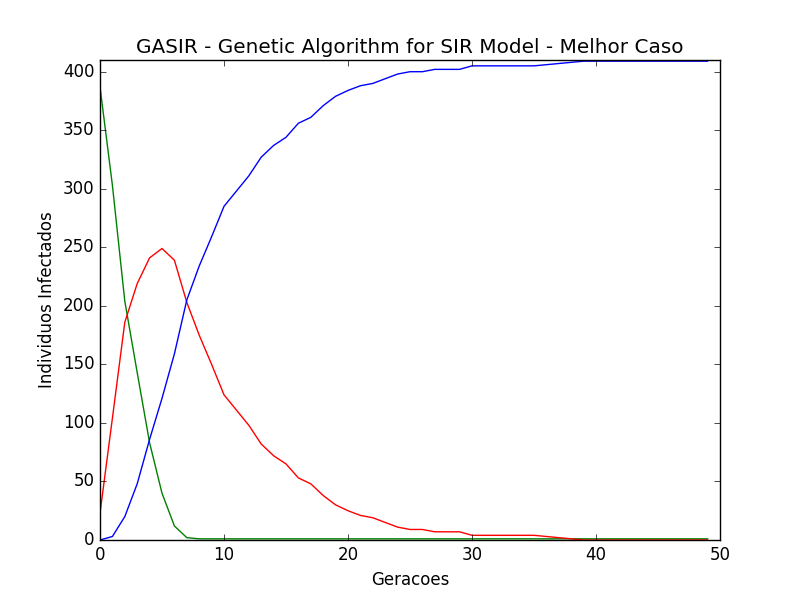 GASIR - Genetic Algorithm for SIR Model - Melhor Caso
400
350
300
250
200
150
100
50
0
Individuos Infectados
0 10 20 30 40 50
Geracoes